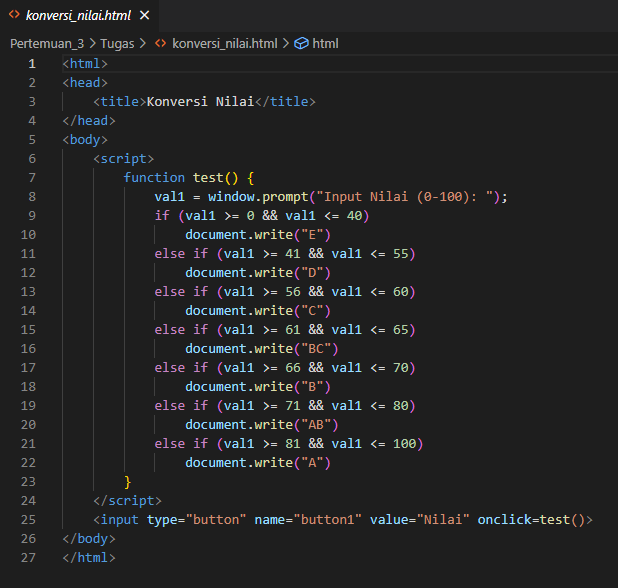 konversi_nilai.html
Pertemuan_3 > Tugas > konversi_nilai.html > html
1 <html>
2 <head>
3 <title>Konversi Nilai</title>
4 </head>
5 <body>
6 <script>
7 function test() {
8 val1 = window.prompt("Input Nilai (0-100): ");
9 if (val1 >= 0 && val1 <= 40)
10 document.write("E")
11 else if (val1 >= 41 && val1 <= 55)
12 document.write("D")
13 else if (val1 >= 56 && val1 <= 60)
14 document.write("C")
15 else if (val1 >= 61 && val1 <= 65)
16 document.write("BC")
17 else if (val1 >= 66 && val1 <= 70)
18 document.write("B")
19 else if (val1 >= 71 && val1 <= 80)
20 document.write("AB")
21 else if (val1 >= 81 && val1 <= 100)
22 document.write("A")
23 }
24 </script>
25 <input type="button" name="button1" value="Nilai" onclick=test()>
26 </body>
27 </html>